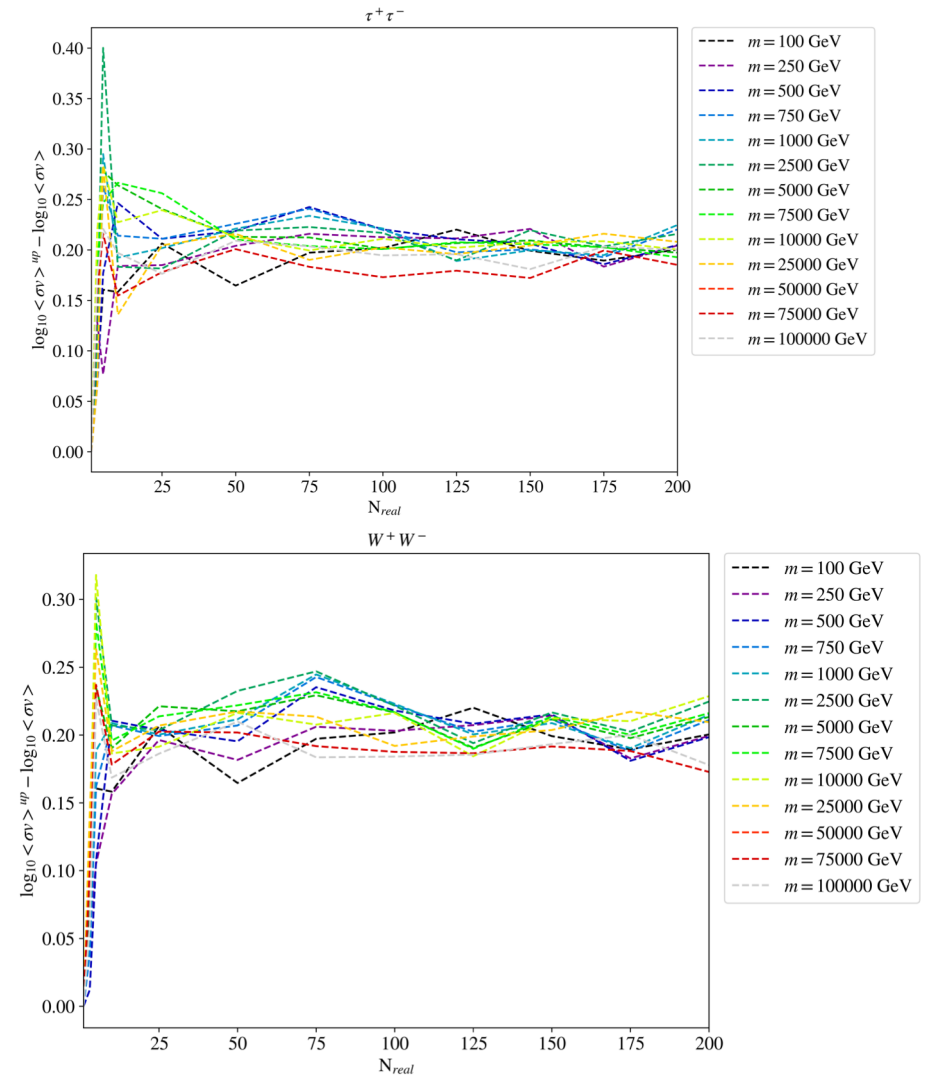 τ⁺τ⁻
0.40
0.35
0.30
0.25
0.20
0.15
0.10
0.05
0.00
log₁₀ < σv >ᵘᵖ − log₁₀ < σv >
25 50 75 100 125 150 175 200
N_real
m = 100 GeV
m = 250 GeV
m = 500 GeV
m = 750 GeV
m = 1000 GeV
m = 2500 GeV
m = 5000 GeV
m = 7500 GeV
m = 10000 GeV
m = 25000 GeV
m = 50000 GeV
m = 75000 GeV
m = 100000 GeV
W⁺W⁻
0.30
0.25
0.20
0.15
0.10
0.05
0.00
log₁₀ < σv >ᵘᵖ − log₁₀ < σv >
25 50 75 100 125 150 175 200
N_real
m = 100 GeV
m = 250 GeV
m = 500 GeV
m = 750 GeV
m = 1000 GeV
m = 2500 GeV
m = 5000 GeV
m = 7500 GeV
m = 10000 GeV
m = 25000 GeV
m = 50000 GeV
m = 75000 GeV
m = 100000 GeV